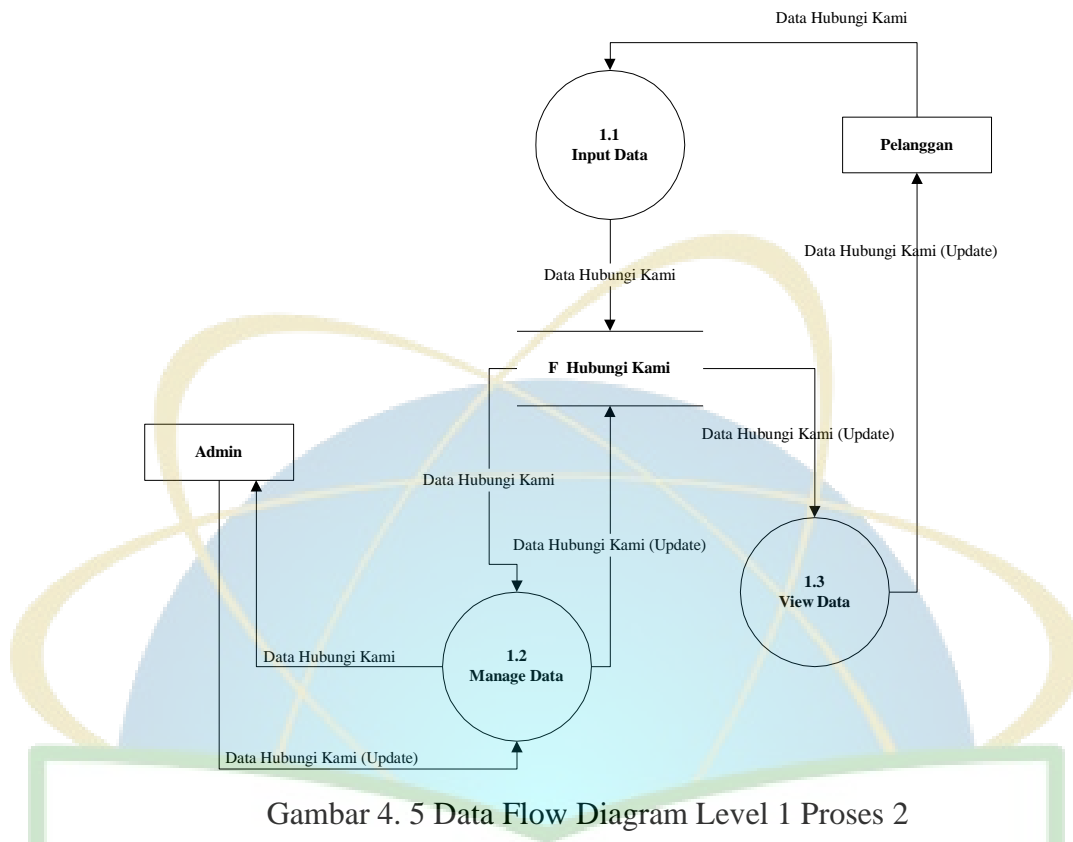 Data Hubungi Kami
1.1
Input Data
Pelanggan
Data Hubungi Kami (Update)
Data Hubungi Kami
F Hubungi Kami
Data Hubungi Kami (Update)
Admin
Data Hubungi Kami
Data Hubungi Kami (Update)
1.3
View Data
1.2
Manage Data
Data Hubungi Kami
Data Hubungi Kami (Update)
Gambar 4. 5 Data Flow Diagram Level 1 Proses 2